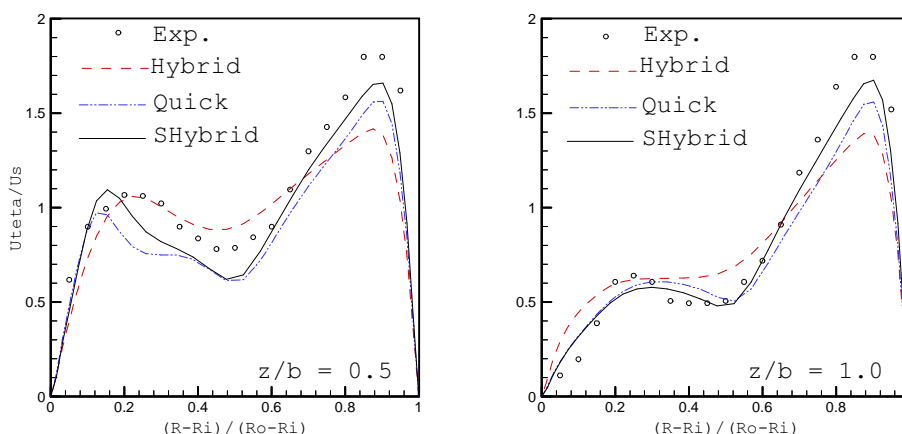 2
1.5
1
0.5
0
Uteta/Us
Exp.
Hybrid
Quick
SHybrid
z/b = 0.5
0.2
0.4
0.6
0.8
1
(R-Ri)/(Ro-Ri)
2
1.5
1
0.5
0
Exp.
Hybrid
Quick
SHybrid
z/b = 1.0
0
0.2
0.4
0.6
0.8
(R-Ri)/(Ro-Ri)